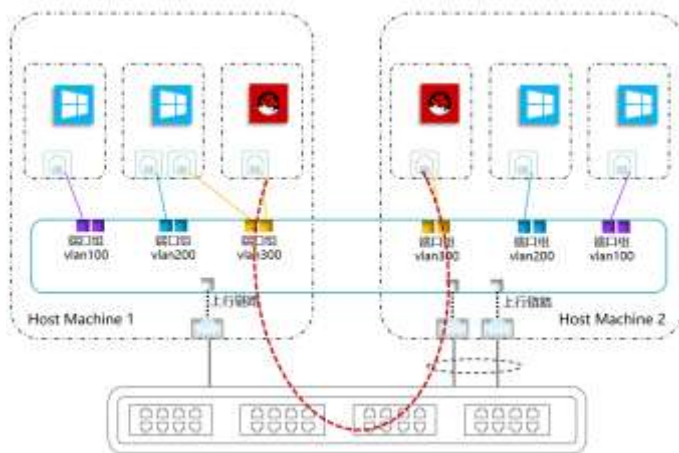 端口组
vlan100
端口组
vlan200
端口组
vlan300
端口组
vlan300
端口组
vlan200
端口组
vlan100
上行链路
上行链路
Host Machine 1
Host Machine 2